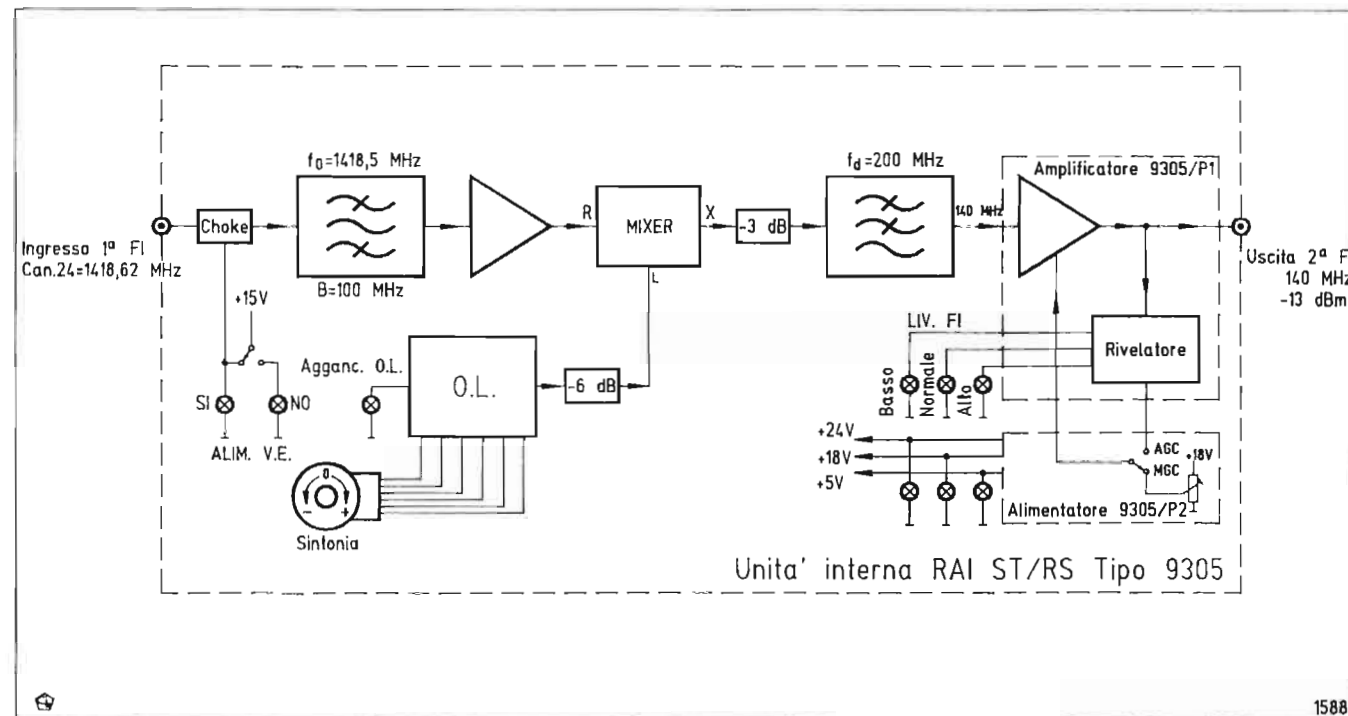 f₀=1418,5 MHz
B=100 MHz
Choke
Ingresso 1ª FI
Can.24=1418,62 MHz
+15V
SI
NO
ALIM. V.E.
R
MIXER
X
L
-3 dB
f_d=200 MHz
140 MHz
Amplificatore 9305/P1
Uscita 2ª F
140 MHz
-13 dBm
Agganc. O.L.
O.L.
-6 dB
0
- +
Sintonia
LIV. FI
Basso
Normale
Alto
Rivelatore
+24V
+18V
+5V
AGC
MGC
+18V
Alimentatore 9305/P2
Unita' interna RAI ST/RS Tipo 9305
1588